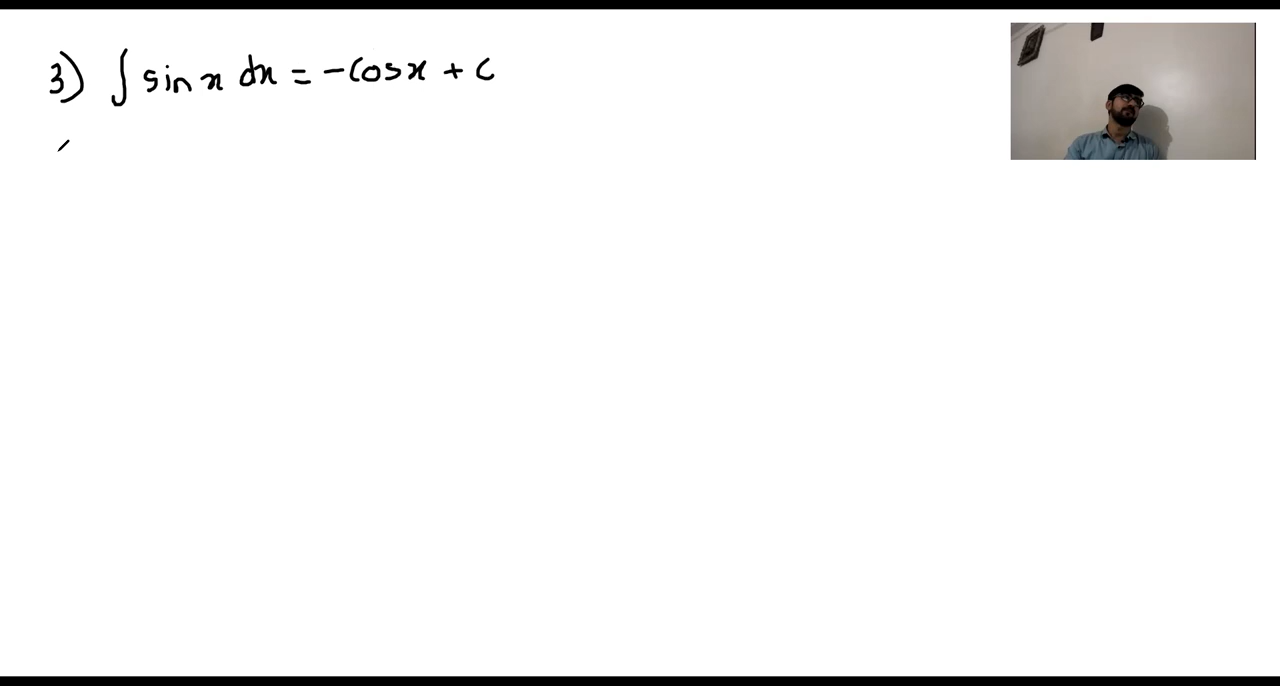 3) ∫ sin x dx = -cos x + c